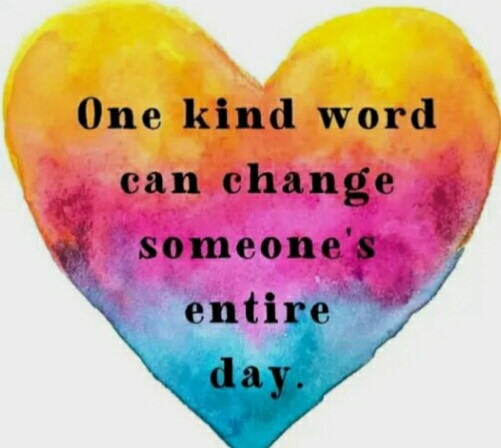 One kind word
can change
someone's
entire
day.